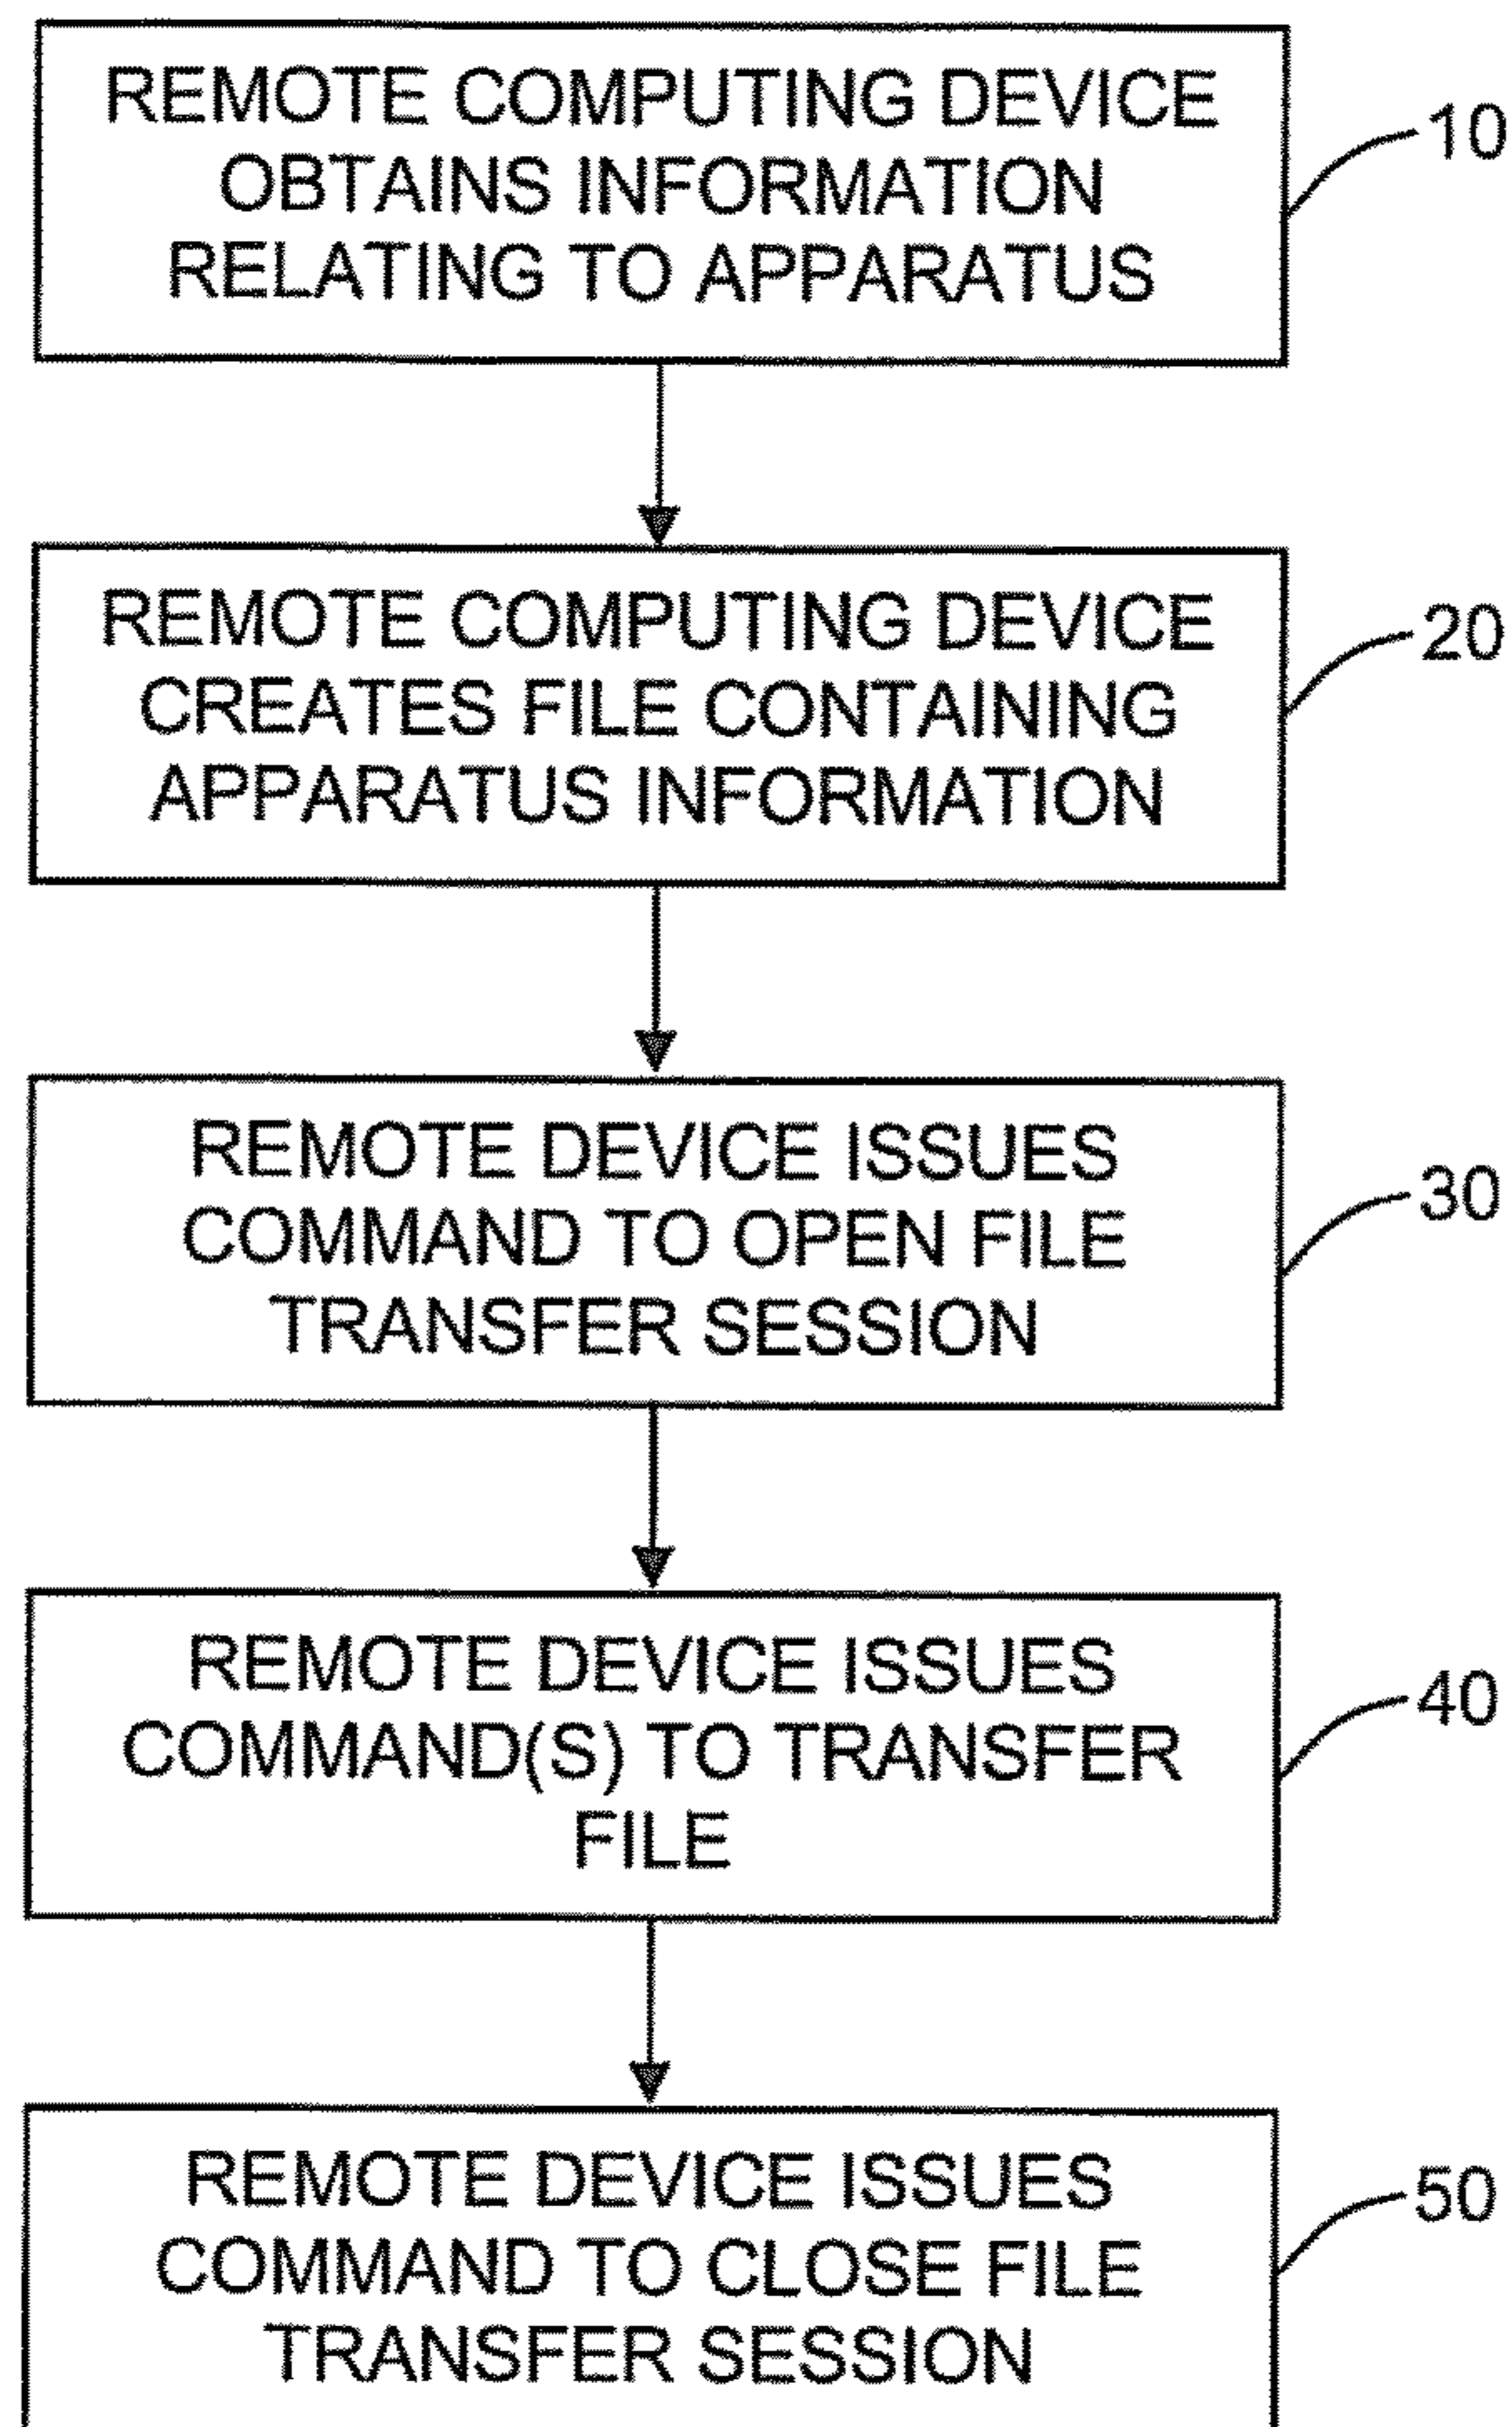 REMOTE COMPUTING DEVICE
OBTAINS INFORMATION
RELATING TO APPARATUS
10
REMOTE COMPUTING DEVICE
CREATES FILE CONTAINING
APPARATUS INFORMATION
20
REMOTE DEVICE ISSUES
COMMAND TO OPEN FILE
TRANSFER SESSION
30
REMOTE DEVICE ISSUES
COMMAND(S) TO TRANSFER
FILE
40
REMOTE DEVICE ISSUES
COMMAND TO CLOSE FILE
TRANSFER SESSION
50